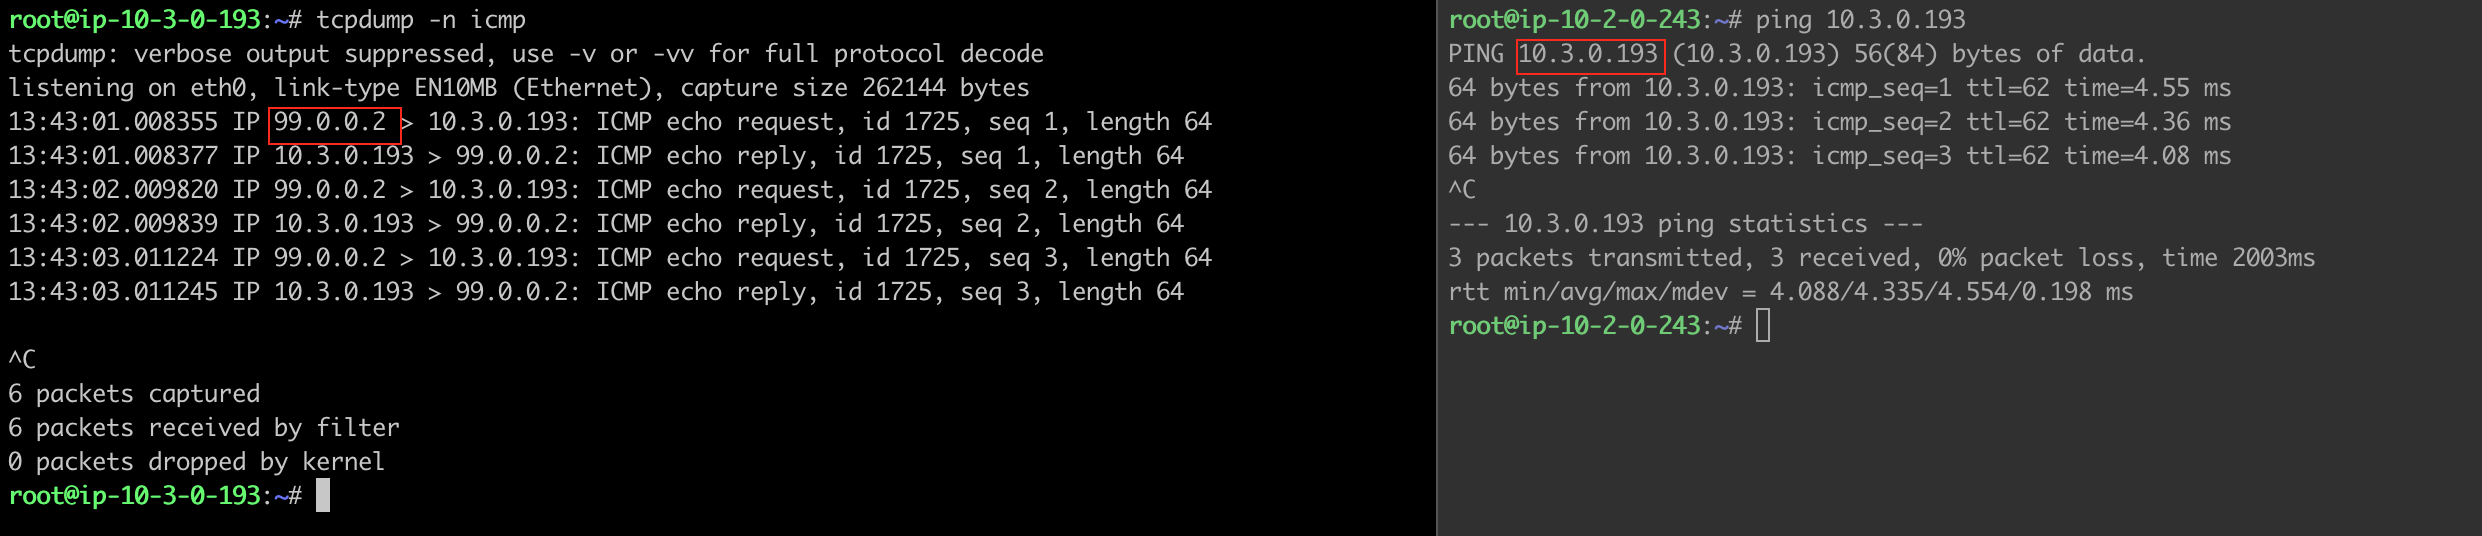 root@ip-10-3-0-193:~# tcpdump -n icmp
tcpdump: verbose output suppressed, use -v or -vv for full protocol decode
listening on eth0, link-type EN10MB (Ethernet), capture size 262144 bytes
13:43:01.008355 IP 99.0.0.2 > 10.3.0.193: ICMP echo request, id 1725, seq 1, length 64
13:43:01.008377 IP 10.3.0.193 > 99.0.0.2: ICMP echo reply, id 1725, seq 1, length 64
13:43:02.009820 IP 99.0.0.2 > 10.3.0.193: ICMP echo request, id 1725, seq 2, length 64
13:43:02.009839 IP 10.3.0.193 > 99.0.0.2: ICMP echo reply, id 1725, seq 2, length 64
13:43:03.011224 IP 99.0.0.2 > 10.3.0.193: ICMP echo request, id 1725, seq 3, length 64
13:43:03.011245 IP 10.3.0.193 > 99.0.0.2: ICMP echo reply, id 1725, seq 3, length 64
^C
6 packets captured
6 packets received by filter
0 packets dropped by kernel
root@ip-10-3-0-193:~#
root@ip-10-2-0-243:~# ping 10.3.0.193
PING 10.3.0.193 (10.3.0.193) 56(84) bytes of data.
64 bytes from 10.3.0.193: icmp_seq=1 ttl=62 time=4.55 ms
64 bytes from 10.3.0.193: icmp_seq=2 ttl=62 time=4.36 ms
64 bytes from 10.3.0.193: icmp_seq=3 ttl=62 time=4.08 ms
^C
--- 10.3.0.193 ping statistics ---
3 packets transmitted, 3 received, 0% packet loss, time 2003ms
rtt min/avg/max/mdev = 4.088/4.335/4.554/0.198 ms
root@ip-10-2-0-243:~#